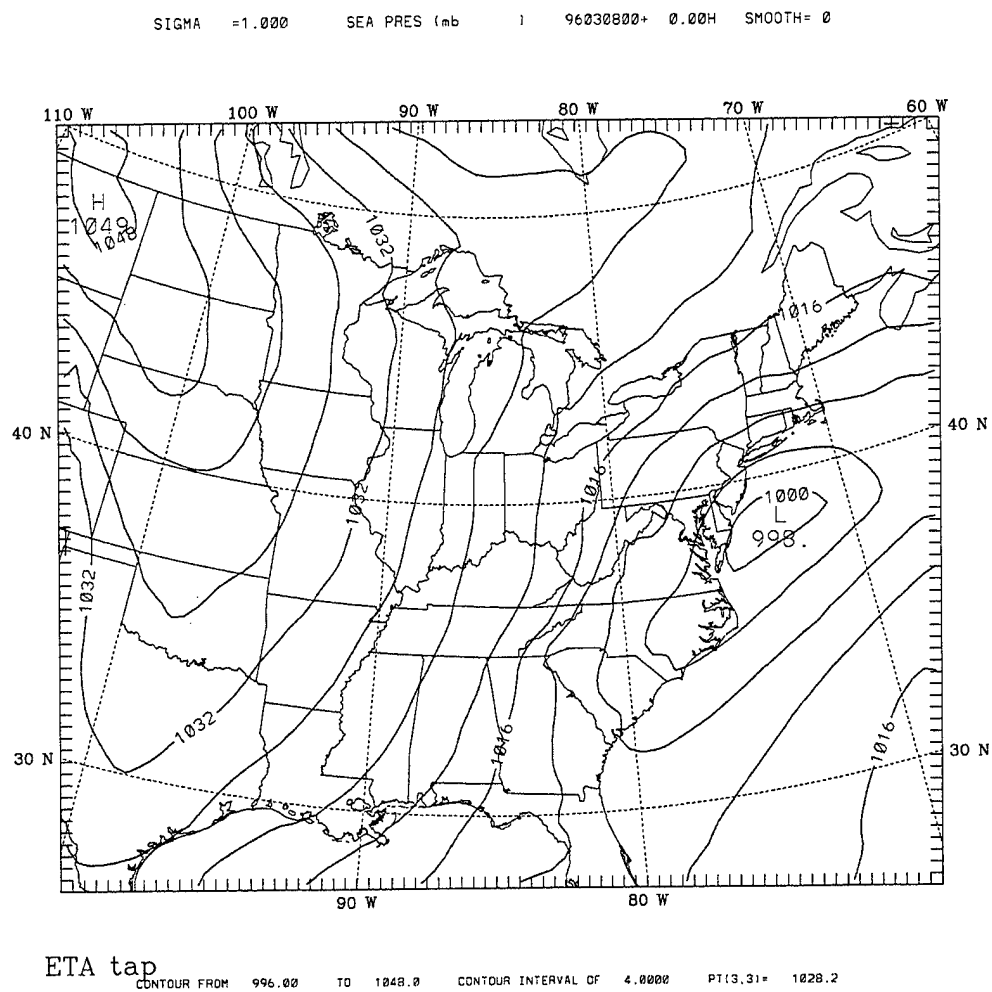 SIGMA =1.000 SEA PRES (mb ) 96030800+ 0.00H SMOOTH= 0
110 W 100 W 90 W 80 W 70 W 60 W
H
1049
1048
1032
1016
40 N
40 N
1016
1032
1000
L
998.
1032
1032
1016
1016
30 N
30 N
90 W 80 W
ETA tap
CONTOUR FROM 996.00 TO 1048.0 CONTOUR INTERVAL OF 4.0000 PT(3,3)= 1028.2